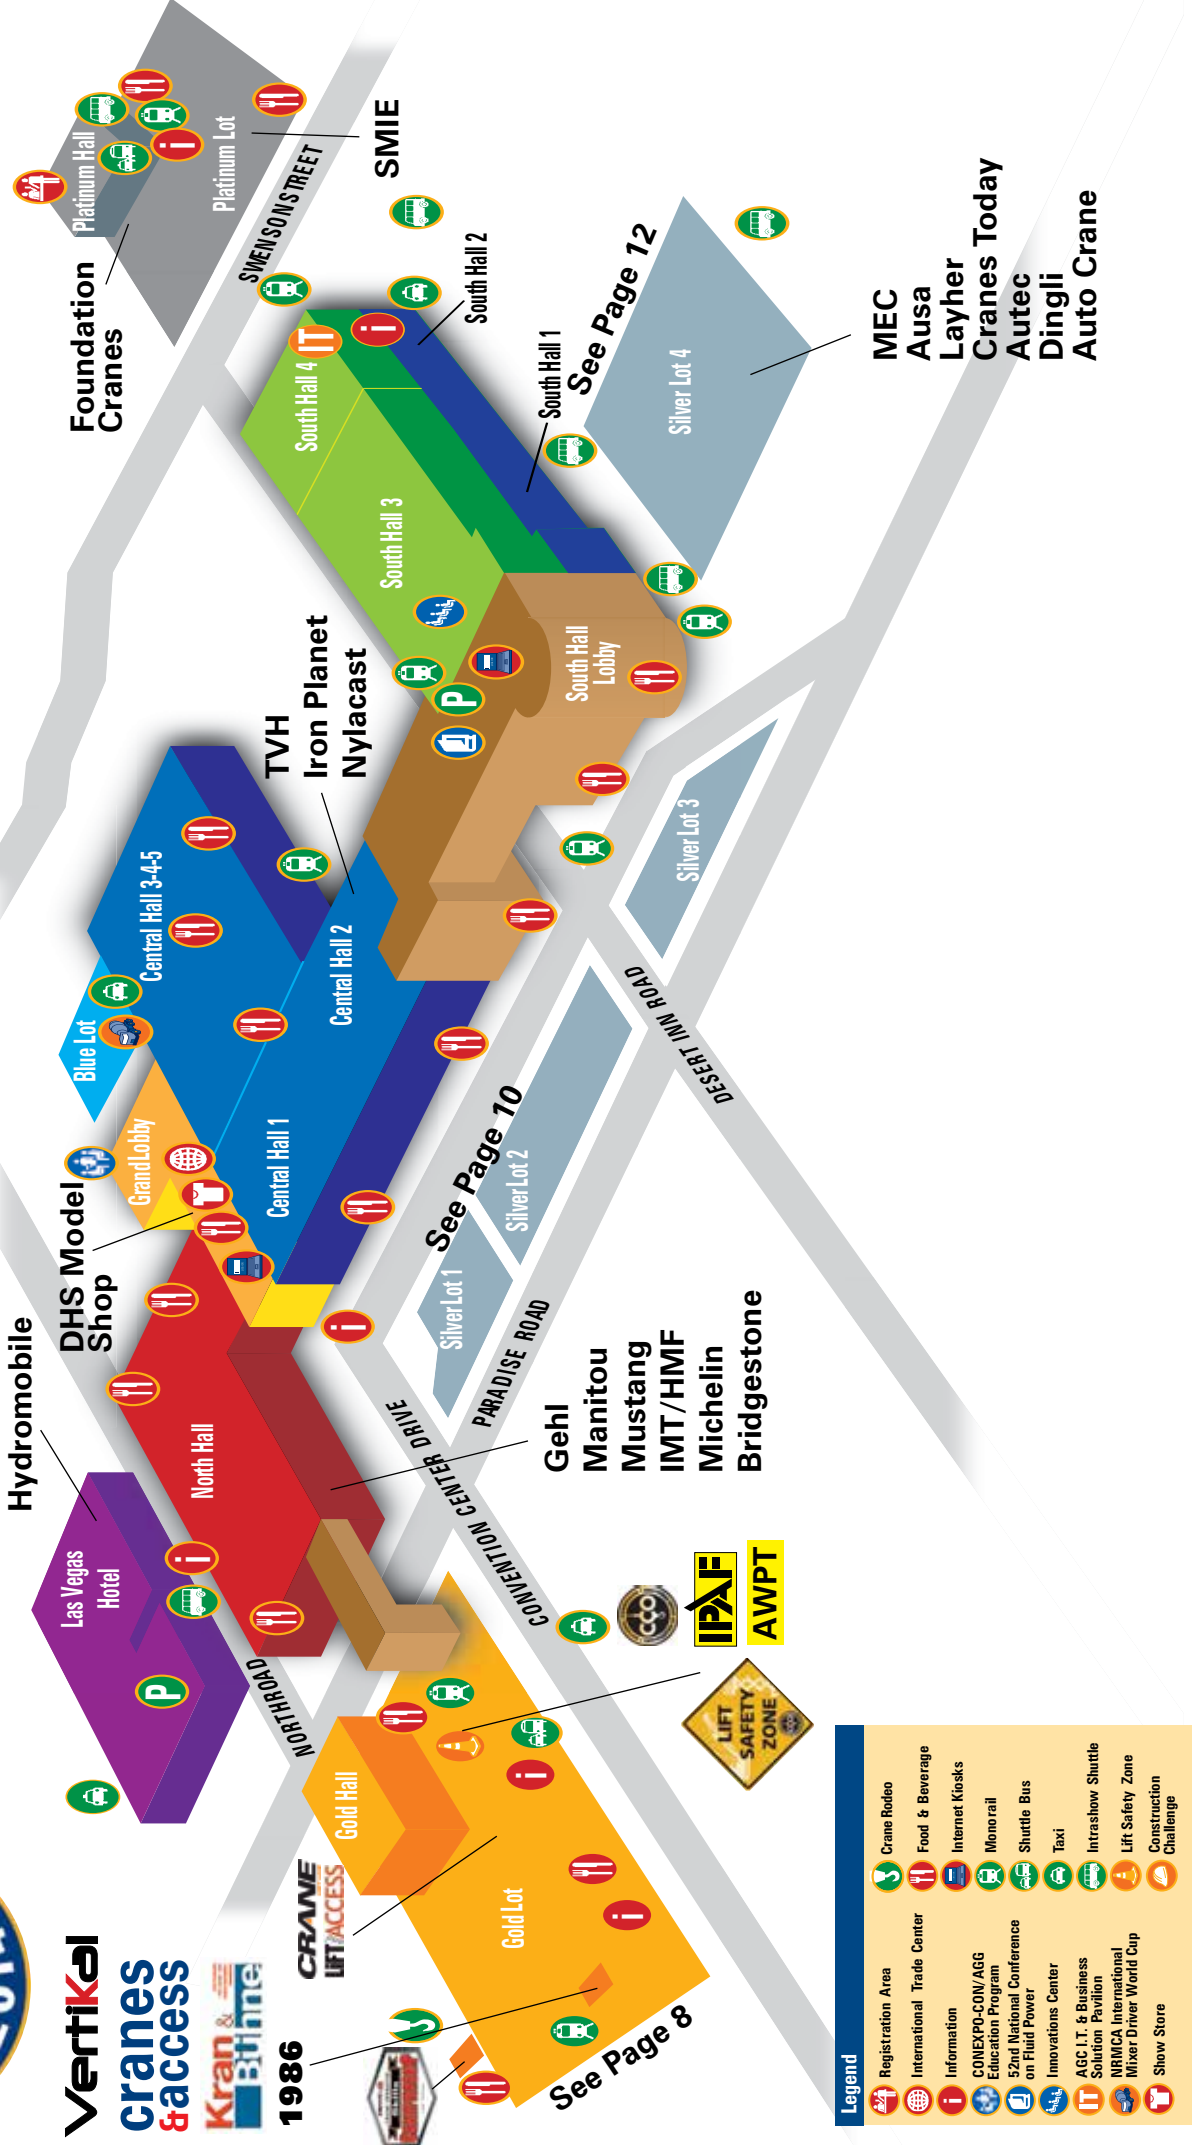 2014
Vertikal
cranes
&access
Kran &
Bühne
1986
CRANE
LIFT/ACCESS
See Page 8
Gold Hall
Gold Lot
NORTH ROAD
Las Vegas
Hotel
Hydromobile
DHS Model
Shop
North Hall
Gehl
Manitou
Mustang
IMT/HMF
Michelin
Bridgestone
CONVENTION CENTER DRIVE
PARADISE ROAD
LIFT
SAFETY
ZONE
CCO
IPAF
AWPT
Grand Lobby
Blue Lot
Central Hall 1
Central Hall 2
Central Hall 3-4-5
TVH
Iron Planet
Nylacast
See Page 10
Silver Lot 1
Silver Lot 2
Silver Lot 3
DESERT INN ROAD
South Hall
Lobby
South Hall 3
South Hall 4
IT
P
P
i
i
i
i
i
i
South Hall 1
South Hall 2
See Page 12
Silver Lot 4
MEC
Ausa
Layher
Cranes Today
Autec
Dingli
Auto Crane
SWENSON STREET
Foundation
Cranes
Platinum Hall
Platinum Lot
SMIE
Legend
Registration Area
International Trade Center
Information
CONEXPO-CON/AGG
Education Program
52nd National Conference
on Fluid Power
Innovations Center
AGC I.T. & Business
Solution Pavilion
NRMCA International
Mixer Driver World Cup
Show Store
Crane Rodeo
Food & Beverage
Internet Kiosks
Monorail
Shuttle Bus
Taxi
Intrashow Shuttle
Lift Safety Zone
Construction
Challenge